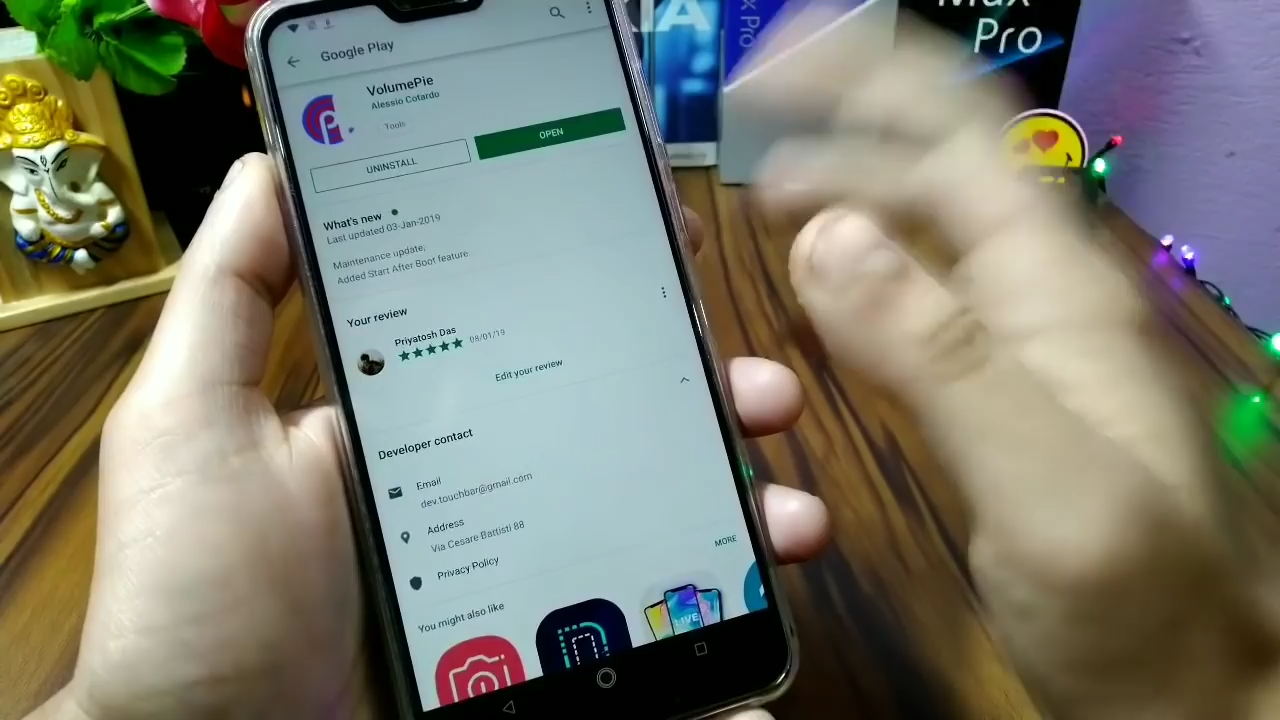 Google Play
VolumePie
Alessio Cotardo
Tools
UNINSTALL
OPEN
What's new
Last updated 03-Jan-2019
Maintenance update;
Added Start After Boot feature
Your review
Priyatosh Das
08/01/19
Edit your review
Developer contact
Email
dev.touchbar@gmail.com
Address
Via Cesare Battisti 88
Privacy Policy
You might also like
MORE
LIVE
Max
Pro
x Pro